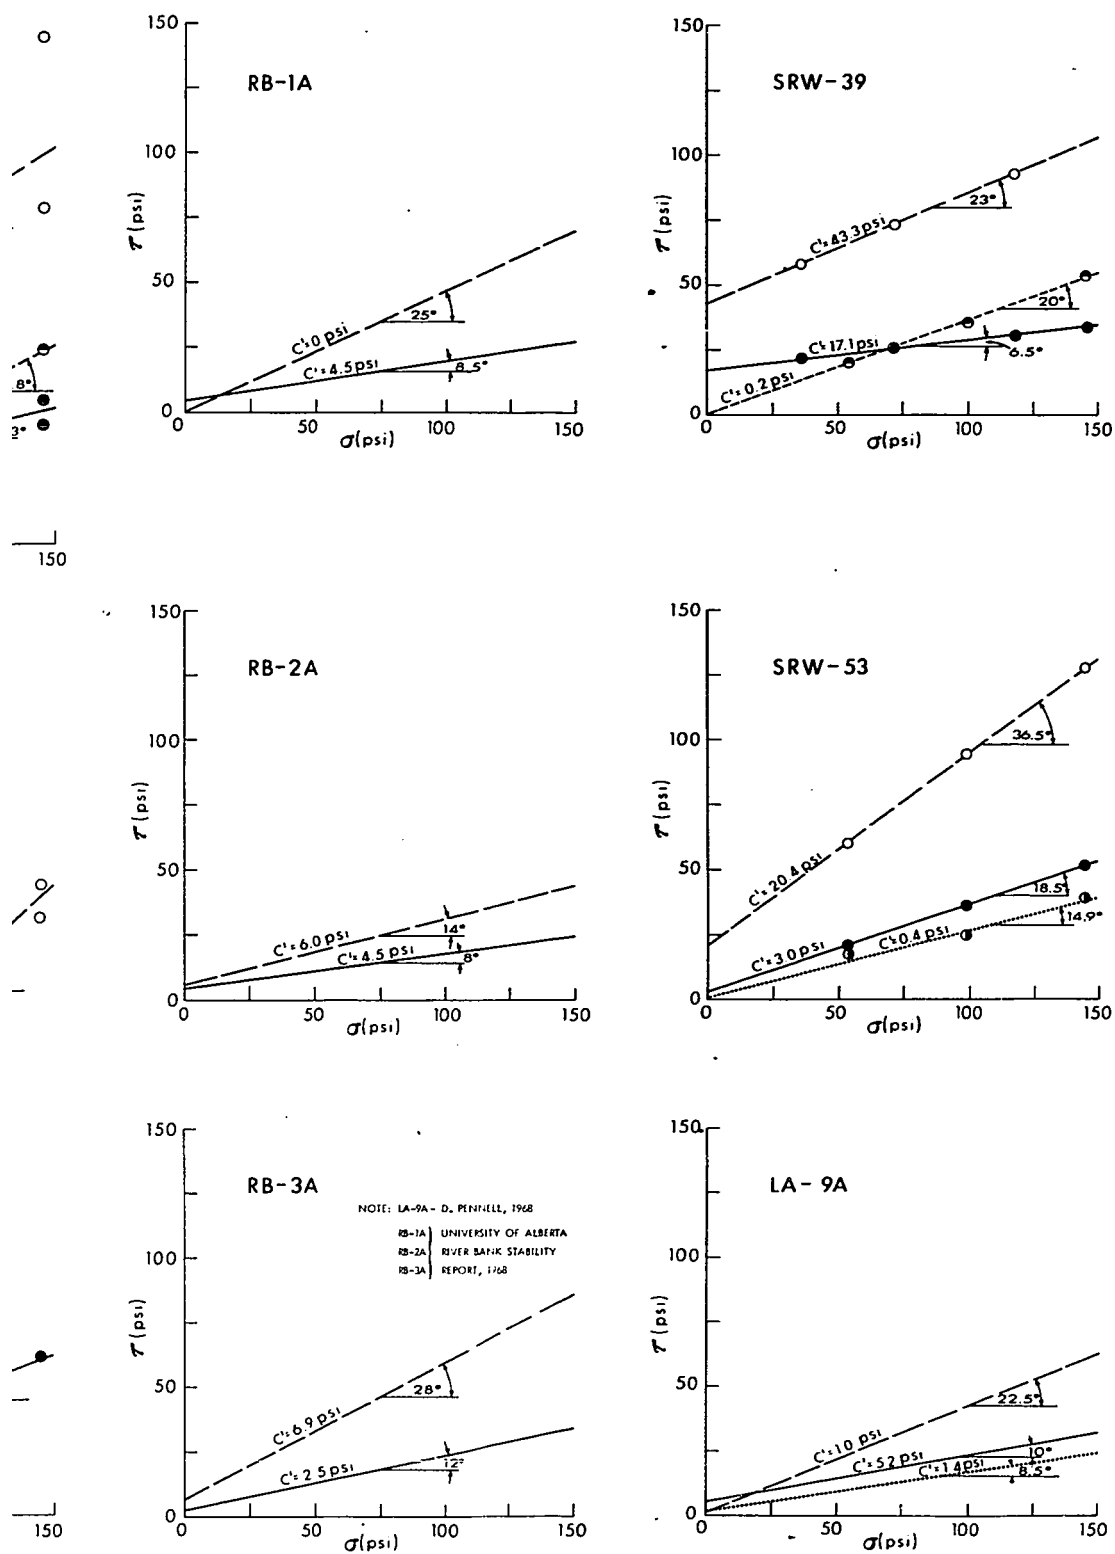 8°
3°
150
150
RB-1A
150
100
50
0
τ(psi)
C'=0 psi
25°
C'=4.5 psi
8.5°
0
50
100
150
σ(psi)
SRW-39
150
100
50
0
τ(psi)
C'=43.3 psi
23°
20°
C'=17.1 psi
6.5°
C'=0.2 psi
0
50
100
150
σ(psi)
RB-2A
150
100
50
0
τ(psi)
C'=6.0 psi
14°
C'=4.5 psi
8°
0
50
100
150
σ(psi)
SRW-53
150
100
50
0
τ(psi)
C'=20.4 psi
36.5°
18.5°
C'=3.0 psi
C'=0.4 psi
14.9°
0
50
100
150
σ(psi)
RB-3A
NOTE: LA-9A - D. PENNELL, 1968
RB-1A } UNIVERSITY OF ALBERTA
RB-2A } RIVER BANK STABILITY
RB-3A } REPORT, 1968
150
100
50
0
τ(psi)
C'=6.9 psi
28°
C'=2.5 psi
12°
0
50
100
150
σ(psi)
LA-9A
150
100
50
0
τ(psi)
22.5°
C'=1.0 psi
C'=5.2 psi
10°
C'=1.4 psi
8.5°
0
50
100
150
σ(psi)